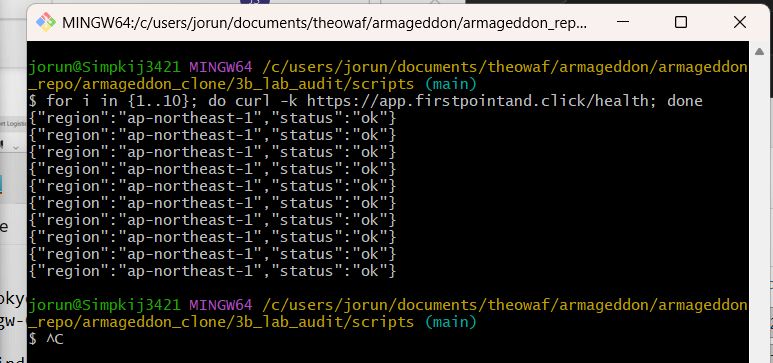 MINGW64:/c/users/jorun/documents/theowaf/armageddon/armageddon_rep...
jorun@Simpkij3421 MINGW64 /c/users/jorun/documents/theowaf/armageddon/armageddon
_repo/armageddon_clone/3b_lab_audit/scripts (main)
$ for i in {1..10}; do curl -k https://app.firstpointand.click/health; done
{"region":"ap-northeast-1","status":"ok"}
{"region":"ap-northeast-1","status":"ok"}
{"region":"ap-northeast-1","status":"ok"}
{"region":"ap-northeast-1","status":"ok"}
{"region":"ap-northeast-1","status":"ok"}
{"region":"ap-northeast-1","status":"ok"}
{"region":"ap-northeast-1","status":"ok"}
{"region":"ap-northeast-1","status":"ok"}
{"region":"ap-northeast-1","status":"ok"}
{"region":"ap-northeast-1","status":"ok"}
jorun@Simpkij3421 MINGW64 /c/users/jorun/documents/theowaf/armageddon/armageddon
_repo/armageddon_clone/3b_lab_audit/scripts (main)
$ ^C